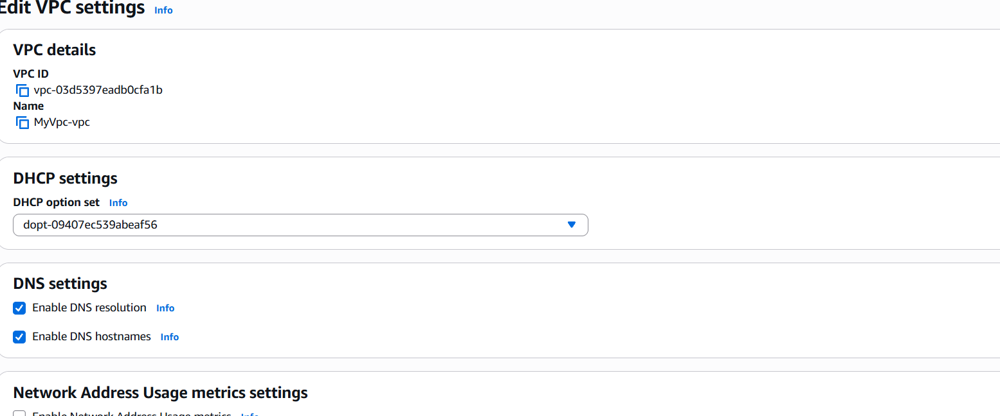 Edit VPC settings Info
VPC details
VPC ID
vpc-03d5397eadb0cfa1b
Name
MyVpc-vpc
DHCP settings
DHCP option set Info
dopt-09407ec539abeaf56
DNS settings
Enable DNS resolution Info
Enable DNS hostnames Info
Network Address Usage metrics settings
Enable Network Address Usage metrics Info